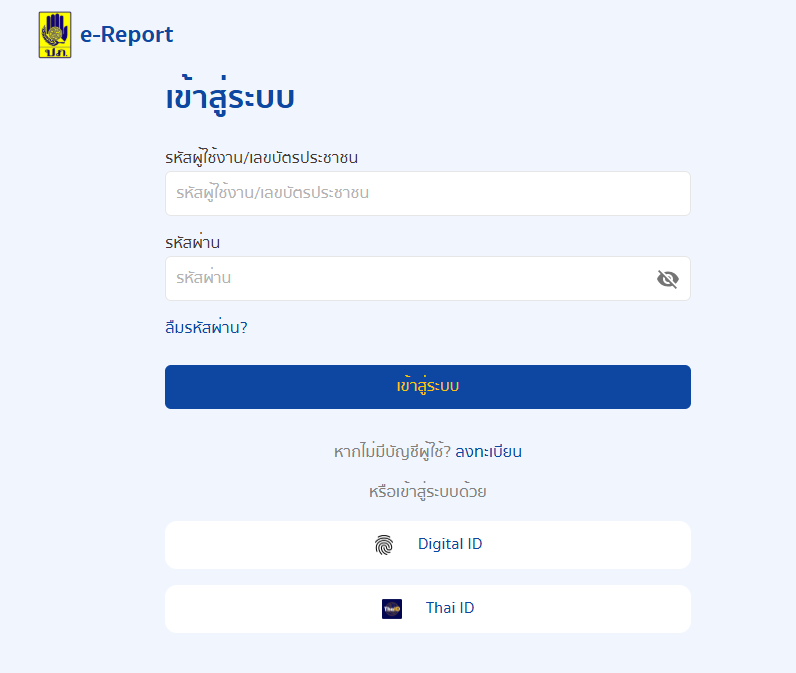 ปภ.
e-Report
เข้าสู่ระบบ
รหัสผู้ใช้งาน/เลขบัตรประชาชน
รหัสผู้ใช้งาน/เลขบัตรประชาชน
รหัสผ่าน
รหัสผ่าน
ลืมรหัสผ่าน?
เข้าสู่ระบบ
หากไม่มีบัญชีผู้ใช้? ลงทะเบียน
หรือเข้าสู่ระบบด้วย
Digital ID
ThaiD Thai ID